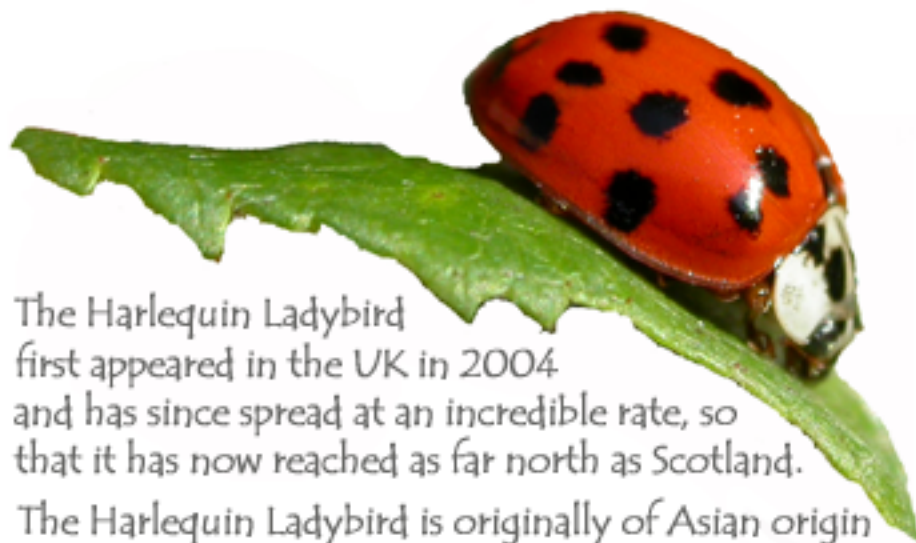 The Harlequin Ladybird
first appeared in the UK in 2004
and has since spread at an incredible rate, so
that it has now reached as far north as Scotland.
The Harlequin Ladybird is originally of Asian origin